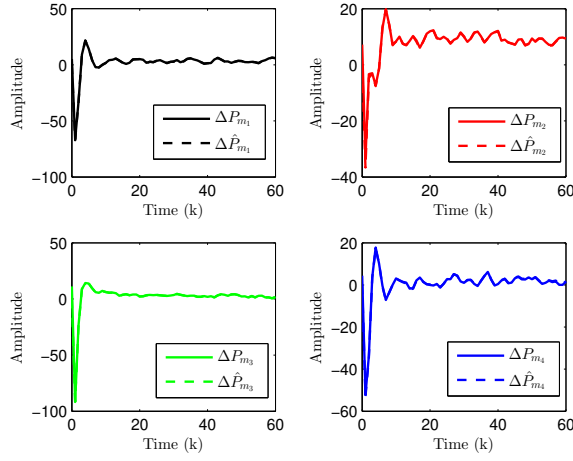 50
0
−50
−100
Amplitude
0 20 40 60
Time (k)
ΔP_{m_1}
ΔP̂_{m_1}
20
0
−20
−40
Amplitude
0 20 40 60
Time (k)
ΔP_{m_2}
ΔP̂_{m_2}
50
0
−50
−100
Amplitude
0 20 40 60
Time (k)
ΔP_{m_3}
ΔP̂_{m_3}
20
0
−20
−40
−60
Amplitude
0 20 40 60
Time (k)
ΔP_{m_4}
ΔP̂_{m_4}